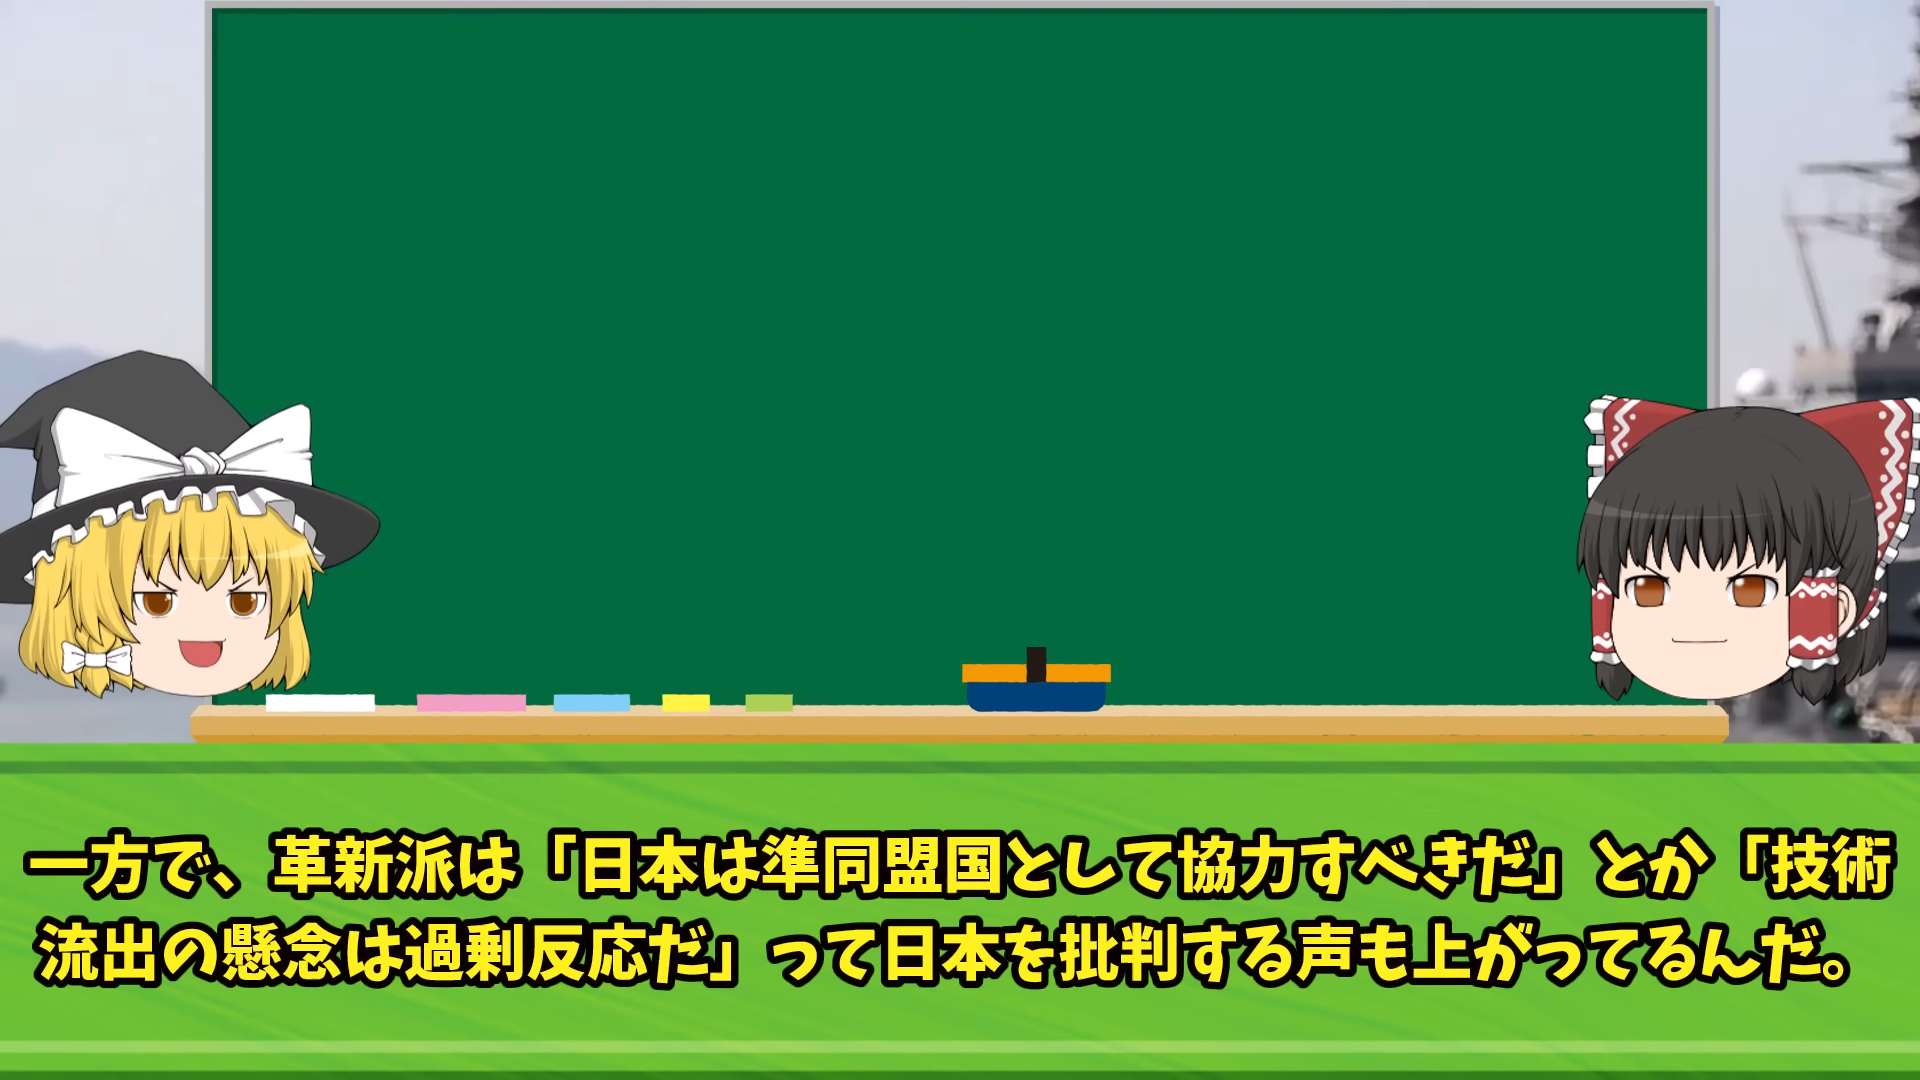 一方で、革新派は「日本は準同盟国として協力すべきだ」とか「技術
流出の懸念は過剰反応だ」って日本を批判する声も上がってるんだ。